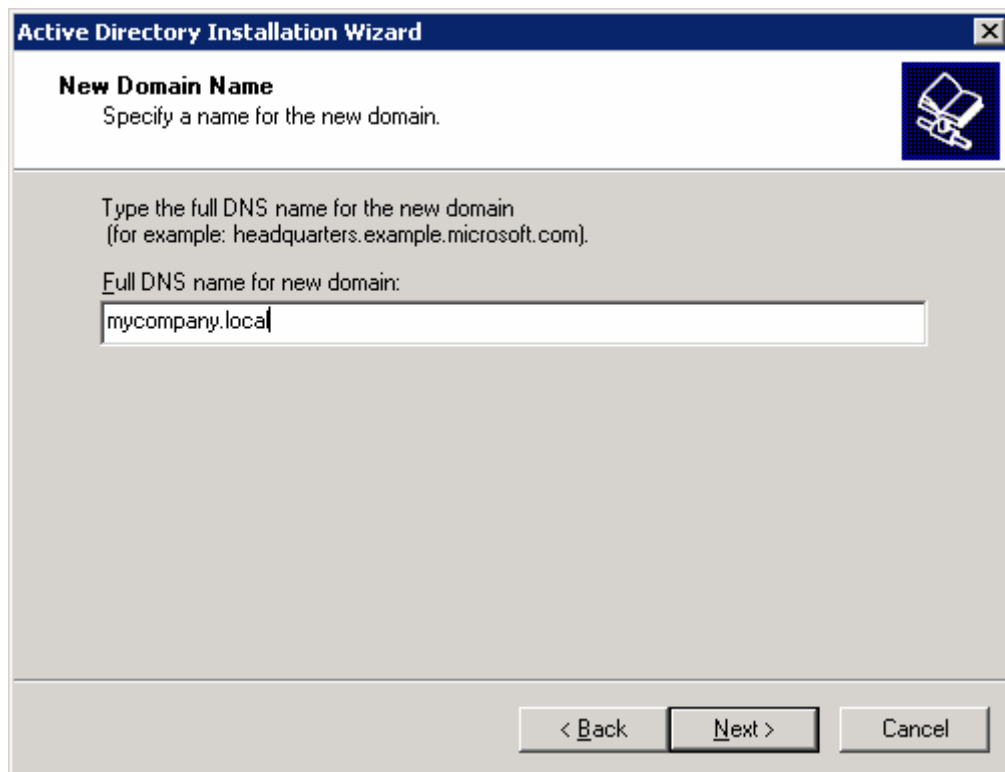 Active Directory Installation Wizard
New Domain Name
Specify a name for the new domain.
Type the full DNS name for the new domain
(for example: headquarters.example.microsoft.com).
Full DNS name for new domain:
mycompany.local
< Back
Next >
Cancel